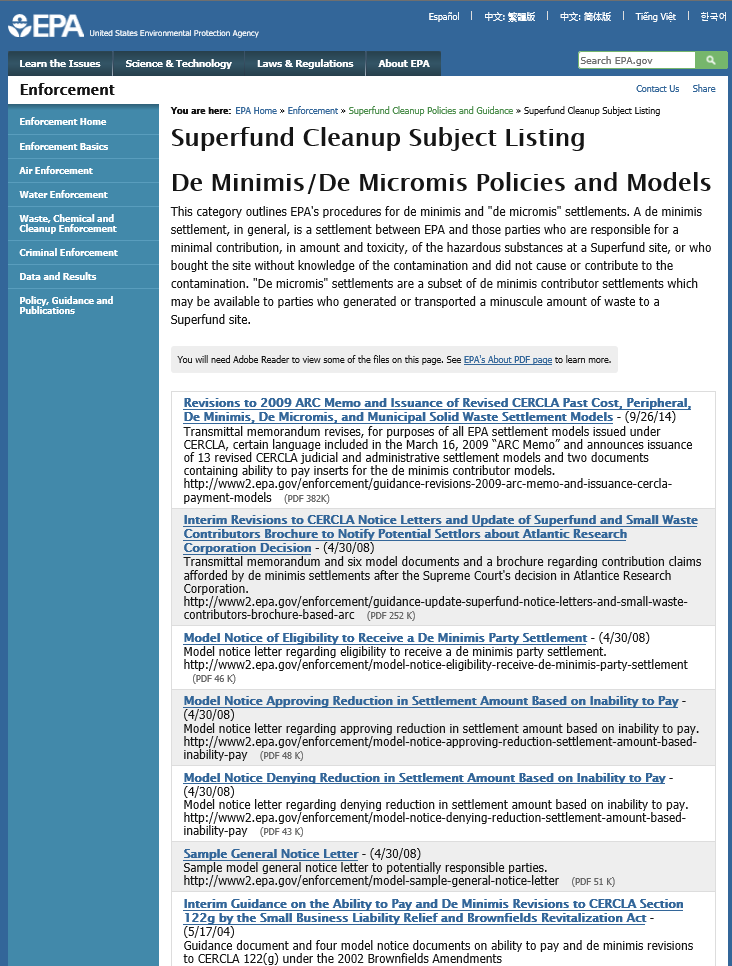 EPA United States Environmental Protection Agency
Español | 中文: 繁體版 | 中文: 简体版 | Tiếng Việt | 한국어
Learn the Issues | Science & Technology | Laws & Regulations | About EPA
Search EPA.gov
Enforcement
Contact Us Share
Enforcement Home
Enforcement Basics
Air Enforcement
Water Enforcement
Waste, Chemical and
Cleanup Enforcement
Criminal Enforcement
Data and Results
Policy, Guidance and
Publications
You are here: EPA Home » Enforcement » Superfund Cleanup Policies and Guidance » Superfund Cleanup Subject Listing
Superfund Cleanup Subject Listing
De Minimis/De Micromis Policies and Models
This category outlines EPA's procedures for de minimis and "de micromis" settlements. A de minimis
settlement, in general, is a settlement between EPA and those parties who are responsible for a
minimal contribution, in amount and toxicity, of the hazardous substances at a Superfund site, or who
bought the site without knowledge of the contamination and did not cause or contribute to the
contamination. "De micromis" settlements are a subset of de minimis contributor settlements which
may be available to parties who generated or transported a minuscule amount of waste to a
Superfund site.
You will need Adobe Reader to view some of the files on this page. See EPA's About PDF page to learn more.
Revisions to 2009 ARC Memo and Issuance of Revised CERCLA Past Cost, Peripheral,
De Minimis, De Micromis, and Municipal Solid Waste Settlement Models - (9/26/14)
Transmittal memorandum revises, for purposes of all EPA settlement models issued under
CERCLA, certain language included in the March 16, 2009 “ARC Memo” and announces issuance
of 13 revised CERCLA judicial and administrative settlement models and two documents
containing ability to pay inserts for the de minimis contributor models.
http://www2.epa.gov/enforcement/guidance-revisions-2009-arc-memo-and-issuance-cercla-
payment-models (PDF 382K)
Interim Revisions to CERCLA Notice Letters and Update of Superfund and Small Waste
Contributors Brochure to Notify Potential Settlors about Atlantic Research
Corporation Decision - (4/30/08)
Transmittal memorandum and six model documents and a brochure regarding contribution claims
afforded by de minimis settlements after the Supreme Court's decision in Atlantice Research
Corporation.
http://www2.epa.gov/enforcement/guidance-update-superfund-notice-letters-and-small-waste-
contributors-brochure-based-arc (PDF 252 K)
Model Notice of Eligibility to Receive a De Minimis Party Settlement - (4/30/08)
Model notice letter regarding eligibility to receive a de minimis party settlement.
http://www2.epa.gov/enforcement/model-notice-eligibility-receive-de-minimis-party-settlement
(PDF 46 K)
Model Notice Approving Reduction in Settlement Amount Based on Inability to Pay -
(4/30/08)
Model notice letter regarding approving reduction in settlement amount based on inability to pay.
http://www2.epa.gov/enforcement/model-notice-approving-reduction-settlement-amount-based-
inability-pay (PDF 48 K)
Model Notice Denying Reduction in Settlement Amount Based on Inability to Pay -
(4/30/08)
Model notice letter regarding denying reduction in settlement amount based on inability to pay.
http://www2.epa.gov/enforcement/model-notice-denying-reduction-settlement-amount-based-
inability-pay (PDF 43 K)
Sample General Notice Letter - (4/30/08)
Sample model general notice letter to potentially responsible parties.
http://www2.epa.gov/enforcement/model-sample-general-notice-letter (PDF 51 K)
Interim Guidance on the Ability to Pay and De Minimis Revisions to CERCLA Section
122g by the Small Business Liability Relief and Brownfields Revitalization Act -
(5/17/04)
Guidance document and four model notice documents on ability to pay and de minimis revisions
to CERCLA 122(g) under the 2002 Brownfields Amendments